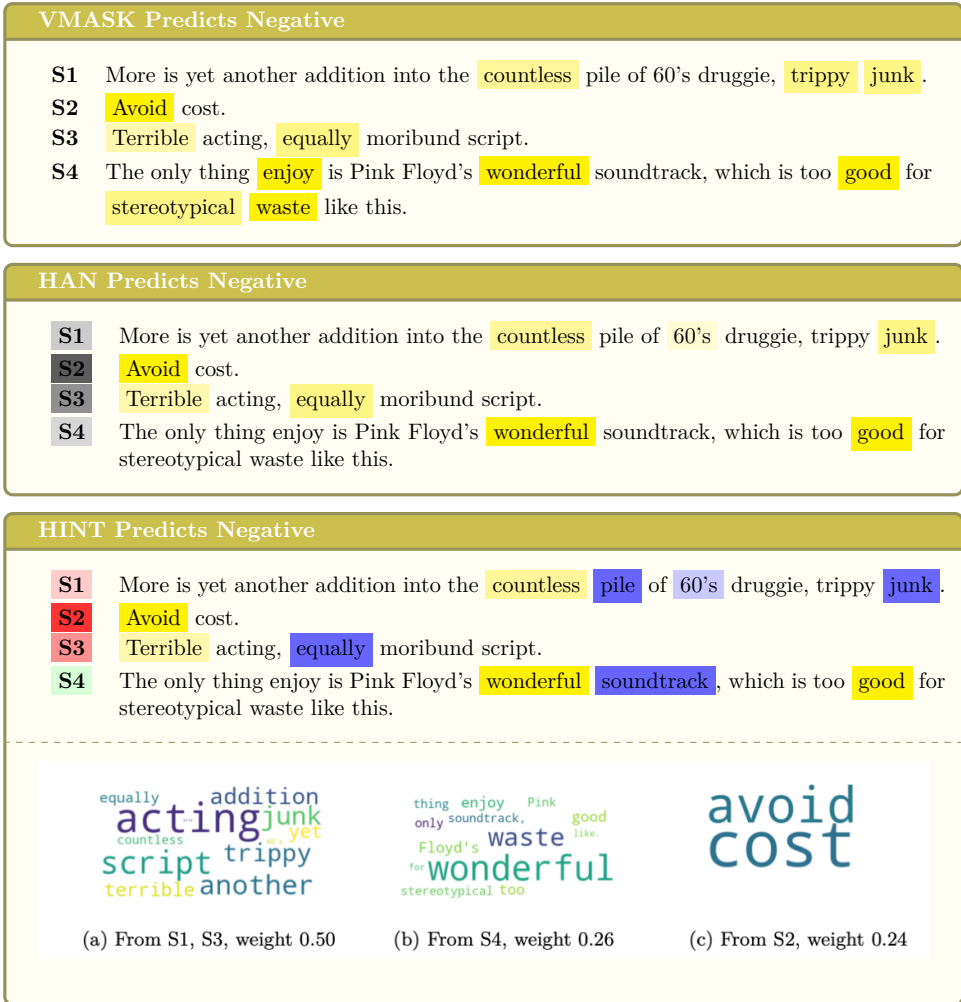 VMASK Predicts Negative
S1 More is yet another addition into the countless pile of 60's druggie, trippy junk.
S2 Avoid cost.
S3 Terrible acting, equally moribund script.
S4 The only thing enjoy is Pink Floyd's wonderful soundtrack, which is too good for
stereotypical waste like this.
HAN Predicts Negative
S1 More is yet another addition into the countless pile of 60's druggie, trippy junk.
S2 Avoid cost.
S3 Terrible acting, equally moribund script.
S4 The only thing enjoy is Pink Floyd's wonderful soundtrack, which is too good for
stereotypical waste like this.
HINT Predicts Negative
S1 More is yet another addition into the countless pile of 60's druggie, trippy junk.
S2 Avoid cost.
S3 Terrible acting, equally moribund script.
S4 The only thing enjoy is Pink Floyd's wonderful soundtrack, which is too good for
stereotypical waste like this.
equally addition
acting junk
countless 60's yet
script trippy
terrible another
thing enjoy Pink
only soundtrack, good
Floyd's waste like.
for wonderful
stereotypical too
avoid
cost
(a) From S1, S3, weight 0.50
(b) From S4, weight 0.26
(c) From S2, weight 0.24